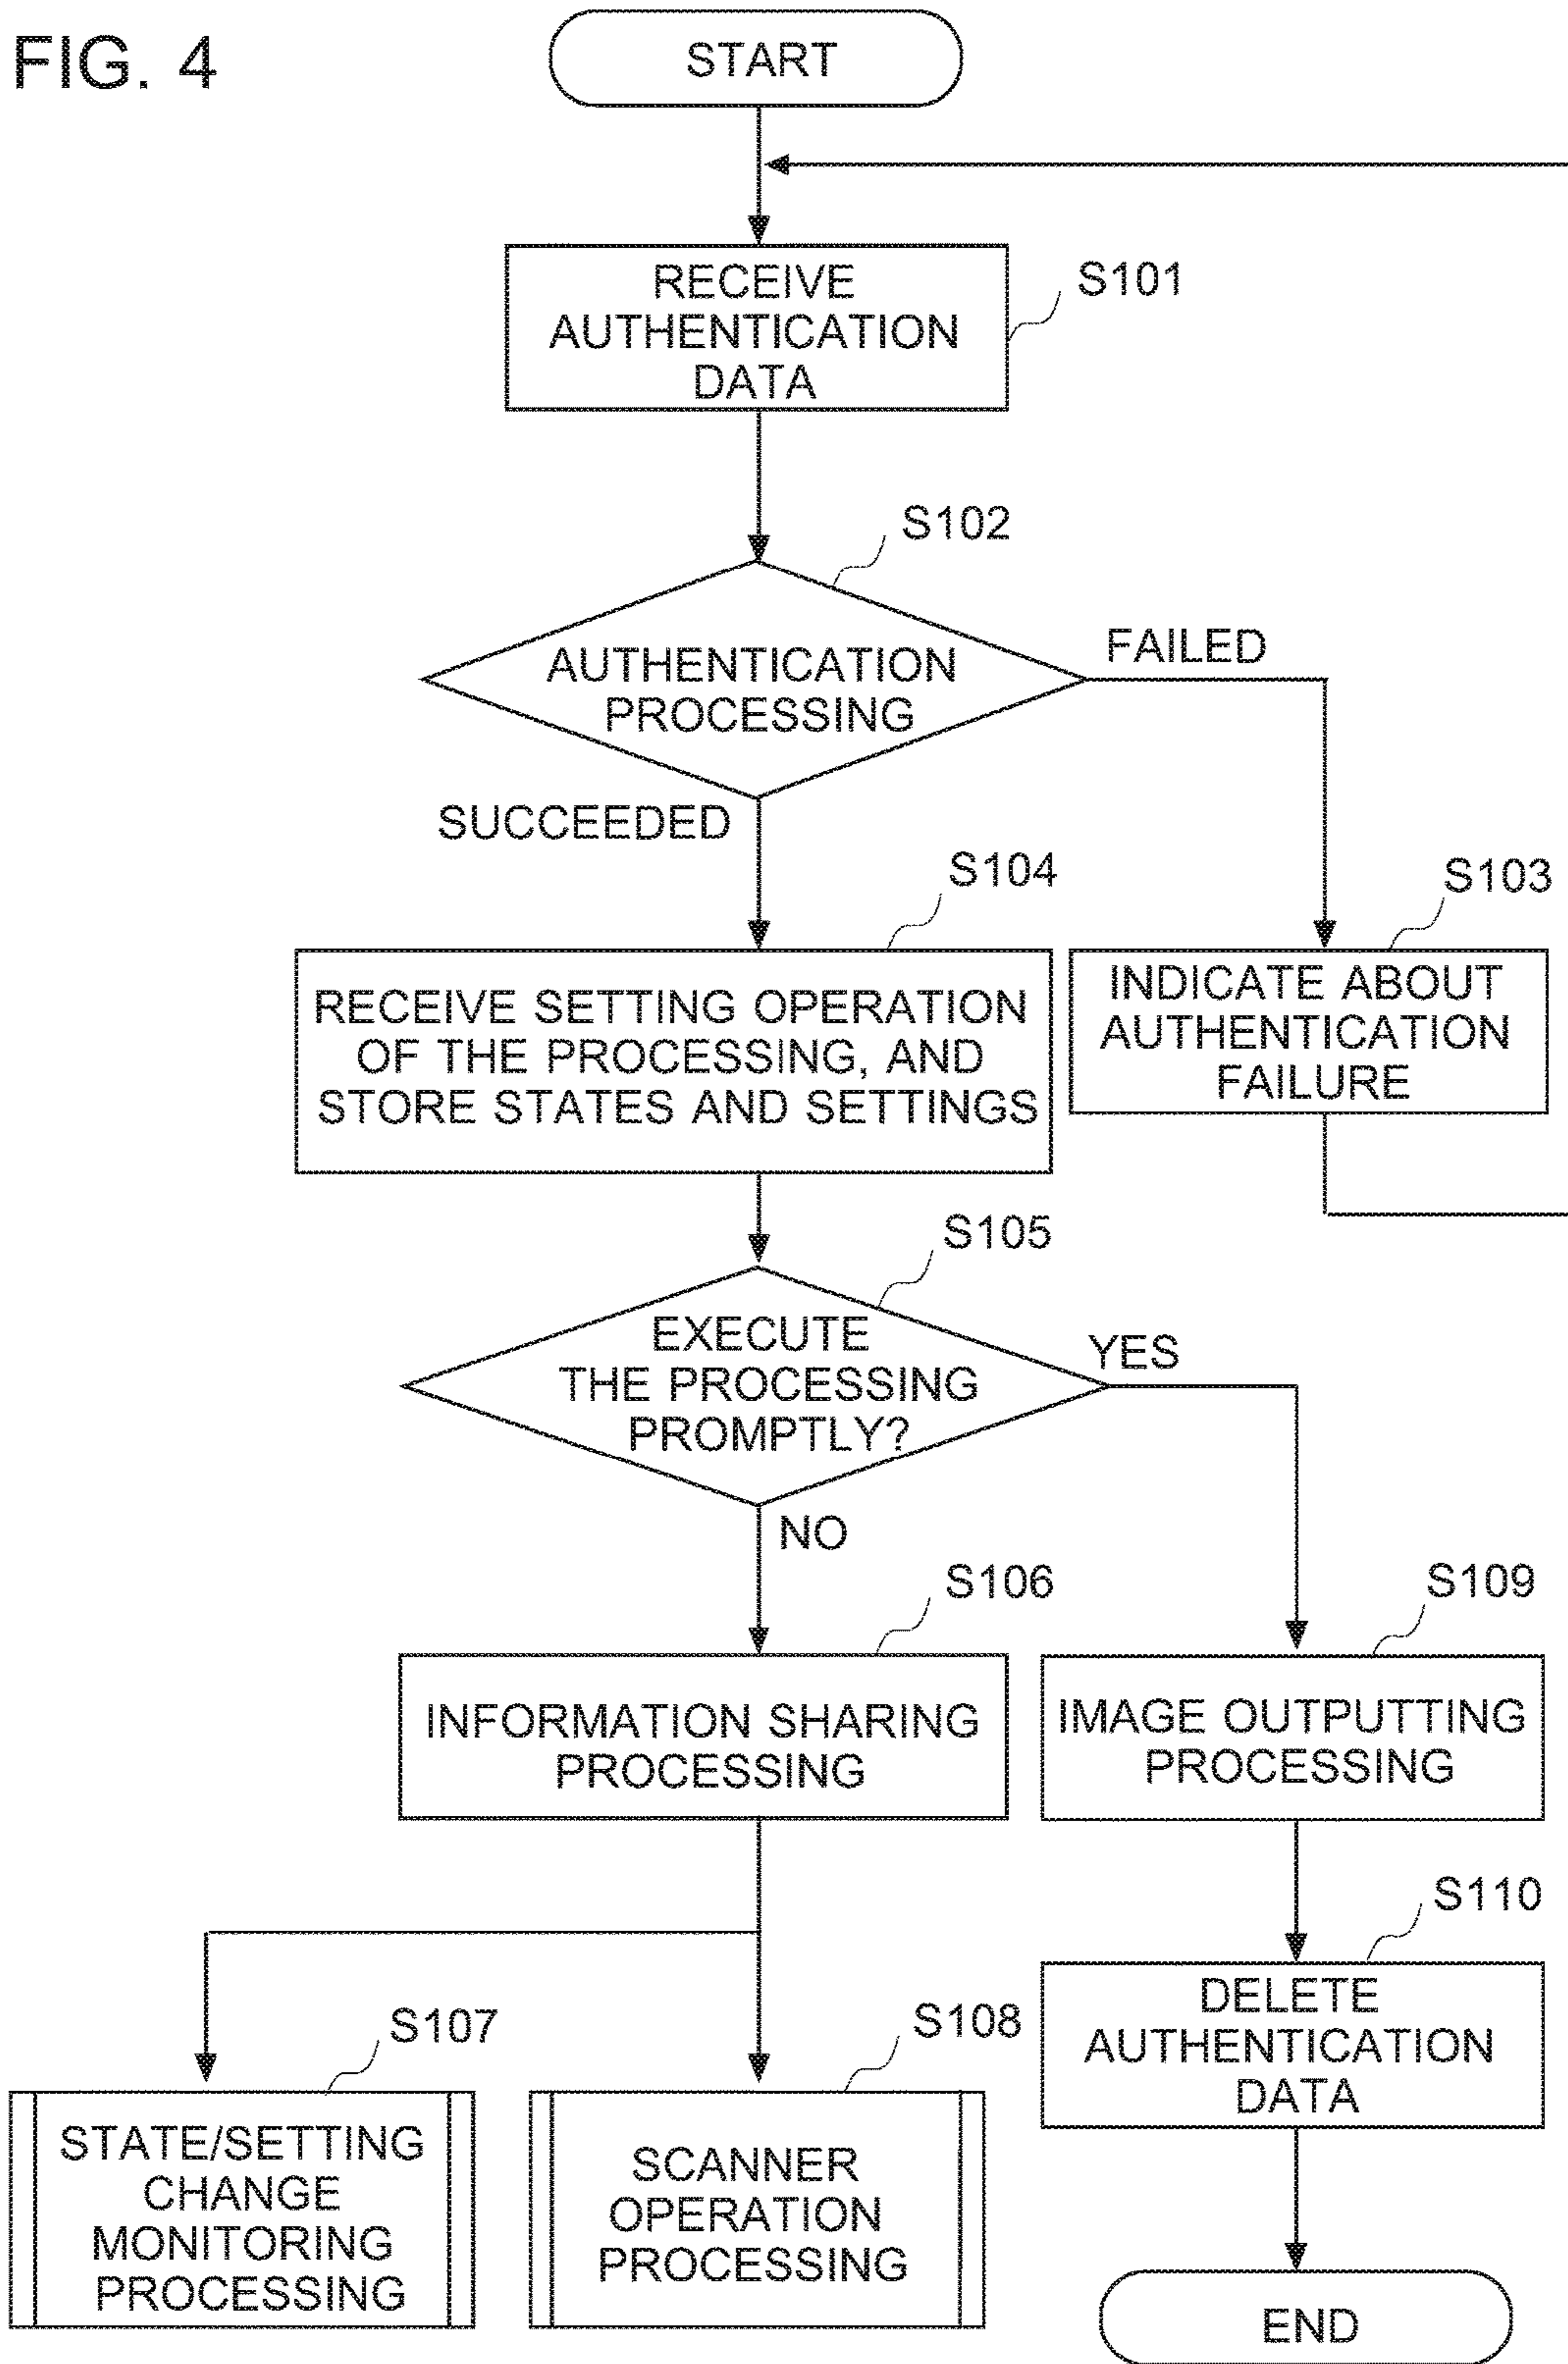 FIG. 4
START
RECEIVE
AUTHENTICATION
DATA
S101
S102
AUTHENTICATION
PROCESSING
FAILED
SUCCEEDED
S104
S103
RECEIVE SETTING OPERATION
OF THE PROCESSING, AND
STORE STATES AND SETTINGS
INDICATE ABOUT
AUTHENTICATION
FAILURE
S105
EXECUTE
THE PROCESSING
PROMPTLY?
YES
NO
S106
S109
INFORMATION SHARING
PROCESSING
IMAGE OUTPUTTING
PROCESSING
S110
DELETE
AUTHENTICATION
DATA
S107
S108
STATE/SETTING
CHANGE
MONITORING
PROCESSING
SCANNER
OPERATION
PROCESSING
END